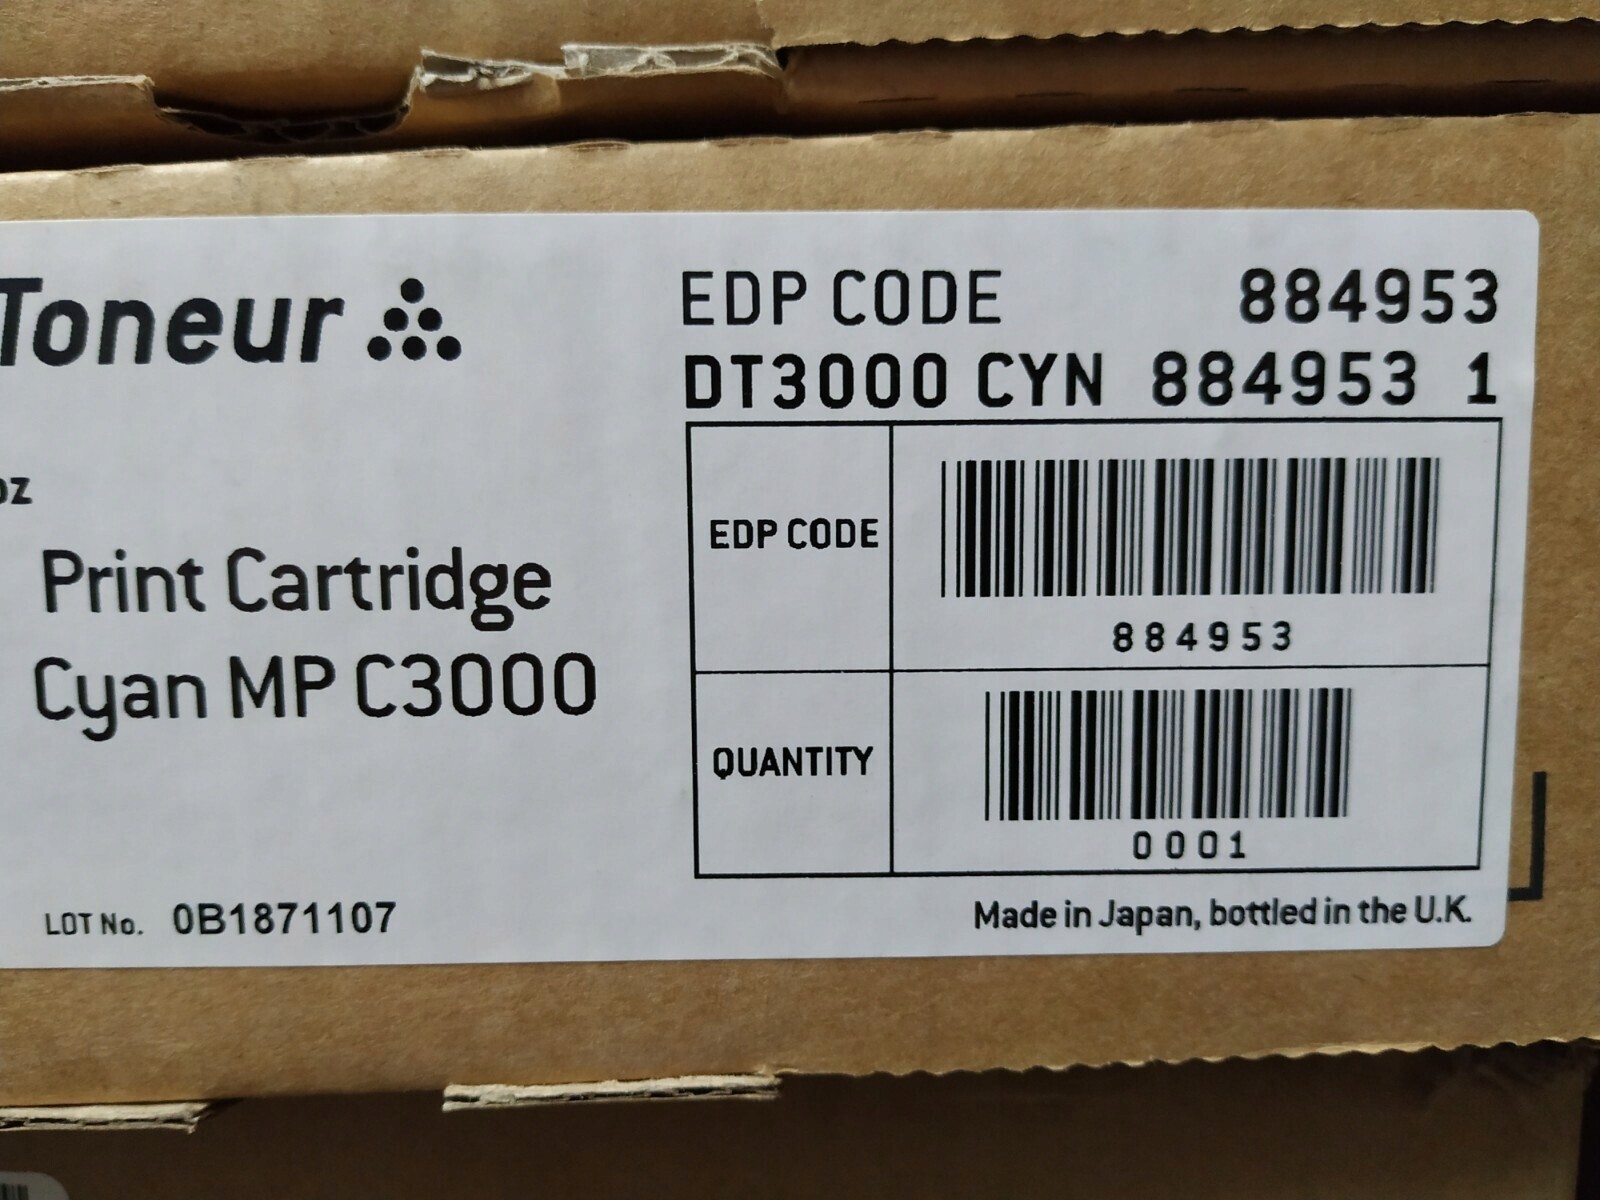 Toneur
EDP CODE 884953
DT3000 CYN 884953 1
oz
Print Cartridge
Cyan MP C3000
EDP CODE
884953
QUANTITY
0001
LOT No. 0B1871107
Made in Japan, bottled in the U.K.